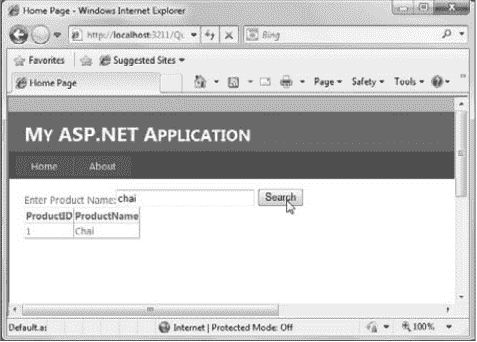 Home Page - Windows Internet Explorer
http://localhost:3211/Qu
Bing
Favorites
Suggested Sites
Home Page
Page
Safety
Tools
MY ASP.NET APPLICATION
Home
About
Enter Product Name: chai
Search
ProductID ProductName
1 Chai
Default.as
Internet | Protected Mode: Off
100%